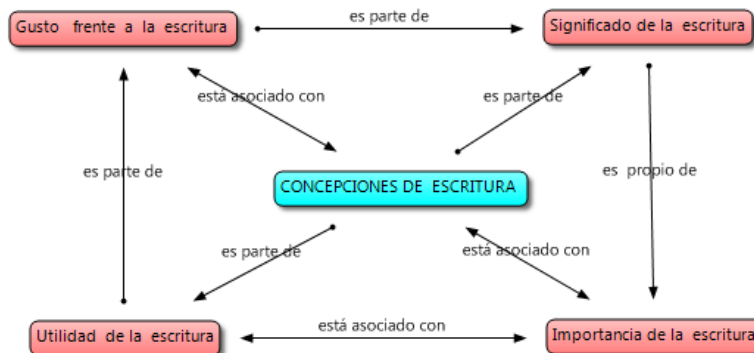 Gusto frente a la escritura
es parte de
Significado de la escritura
está asociado con
es parte de
es parte de
es propio de
CONCEPCIONES DE ESCRITURA
es parte de
está asociado con
Utilidad de la escritura
está asociado con
Importancia de la escritura